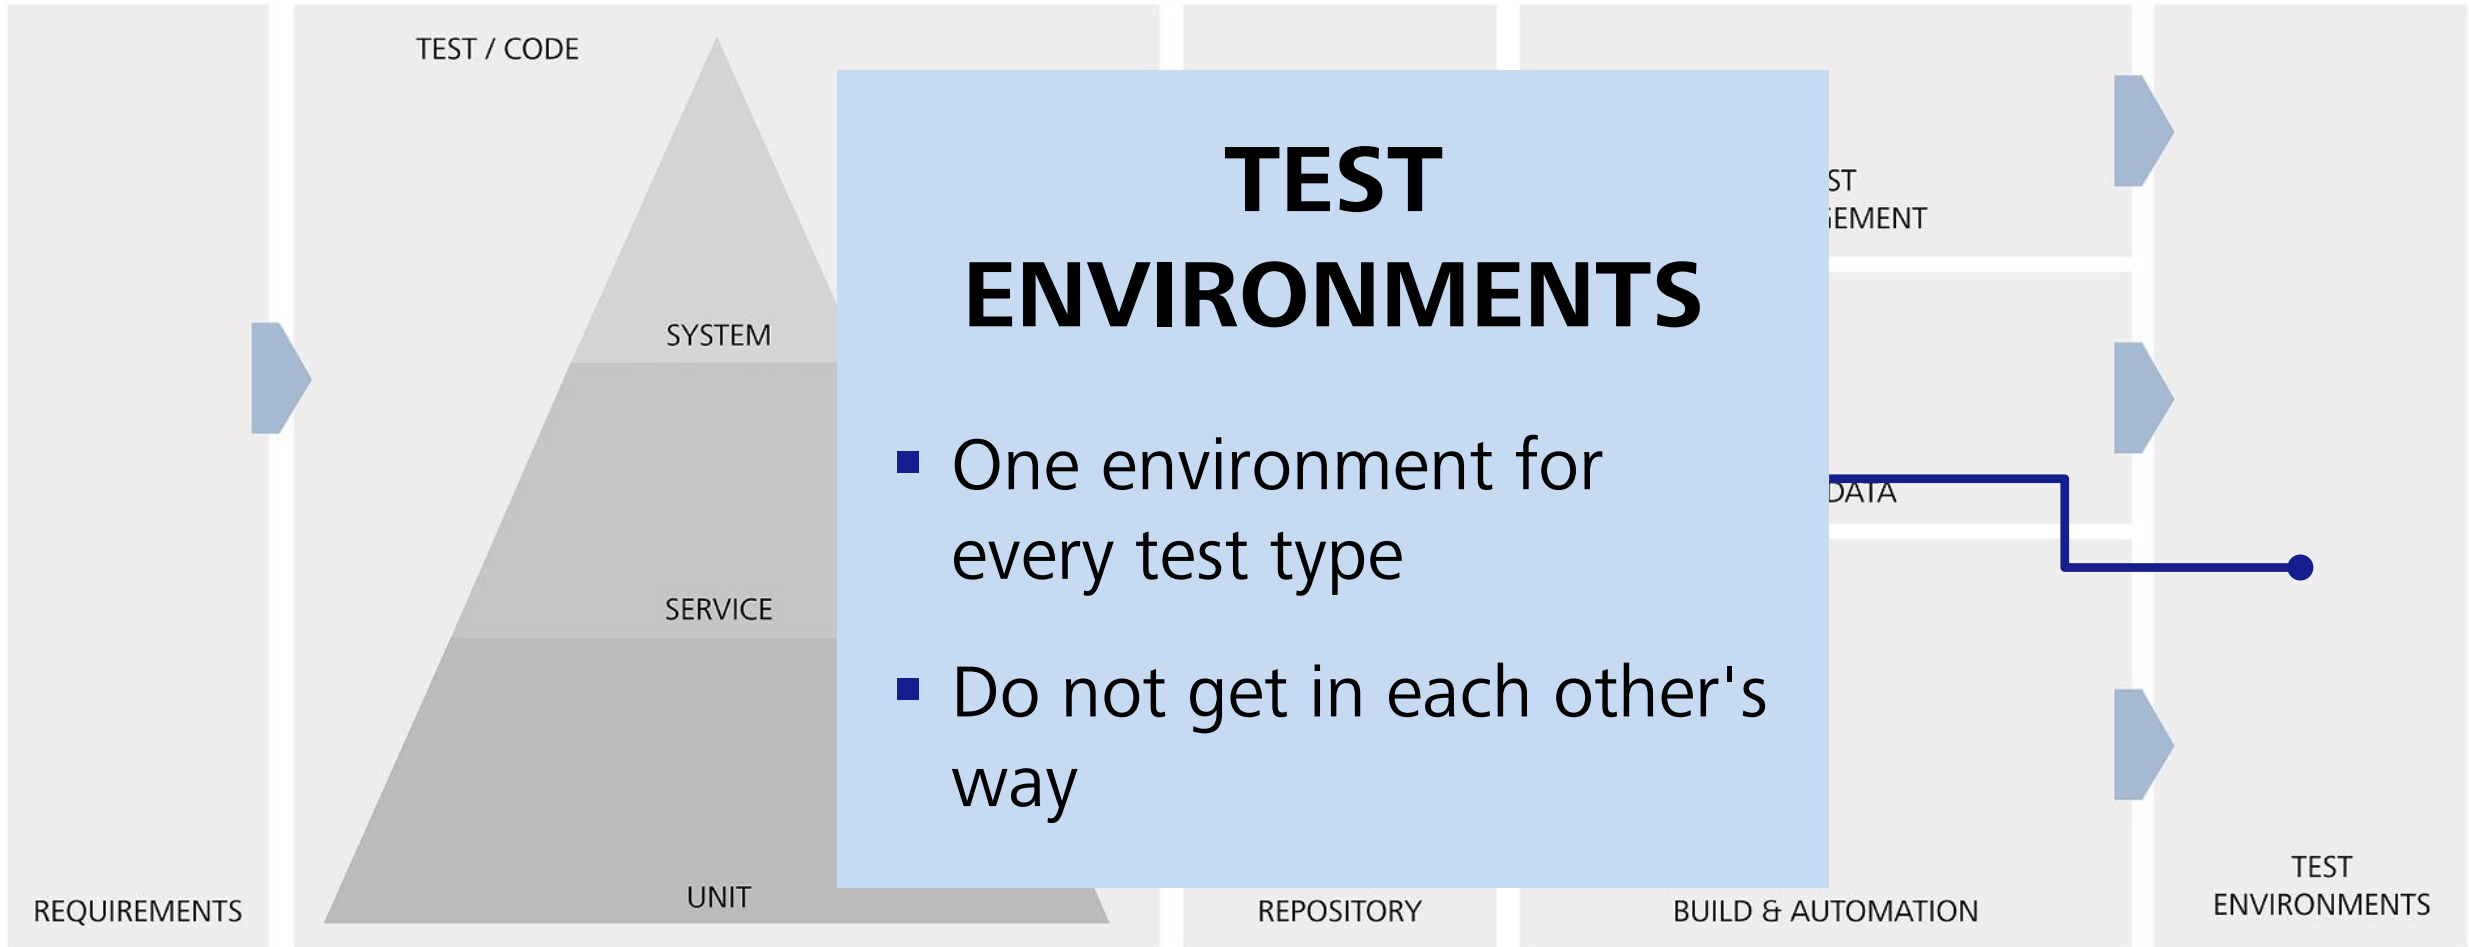 TEST / CODE
SYSTEM
SERVICE
UNIT
REQUIREMENTS
TEST
ENVIRONMENTS
One environment for
every test type
Do not get in each other's
way
DATA
REPOSITORY
BUILD & AUTOMATION
TEST
ENVIRONMENTS